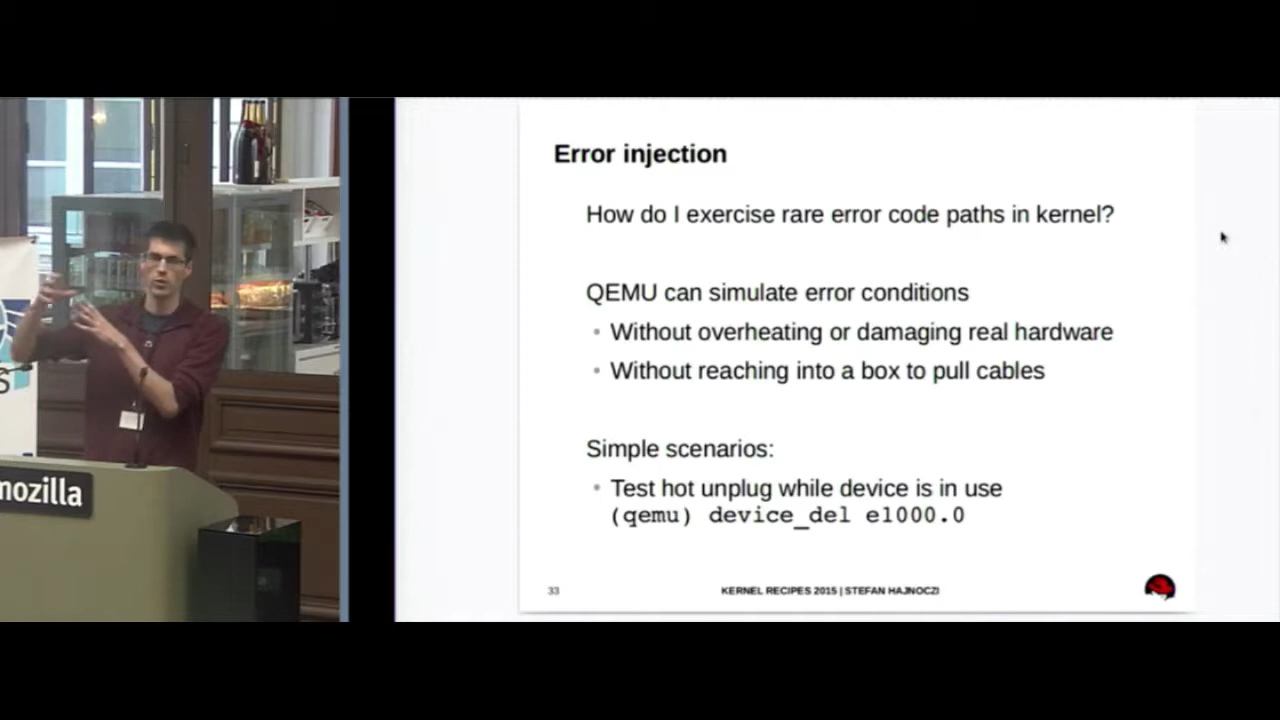 Error injection
How do I exercise rare error code paths in kernel?
QEMU can simulate error conditions
• Without overheating or damaging real hardware
• Without reaching into a box to pull cables
Simple scenarios:
• Test hot unplug while device is in use
(qemu) device_del e1000.0
33
KERNEL RECIPES 2015 | STEFAN HAJNOCZI
mozilla
S